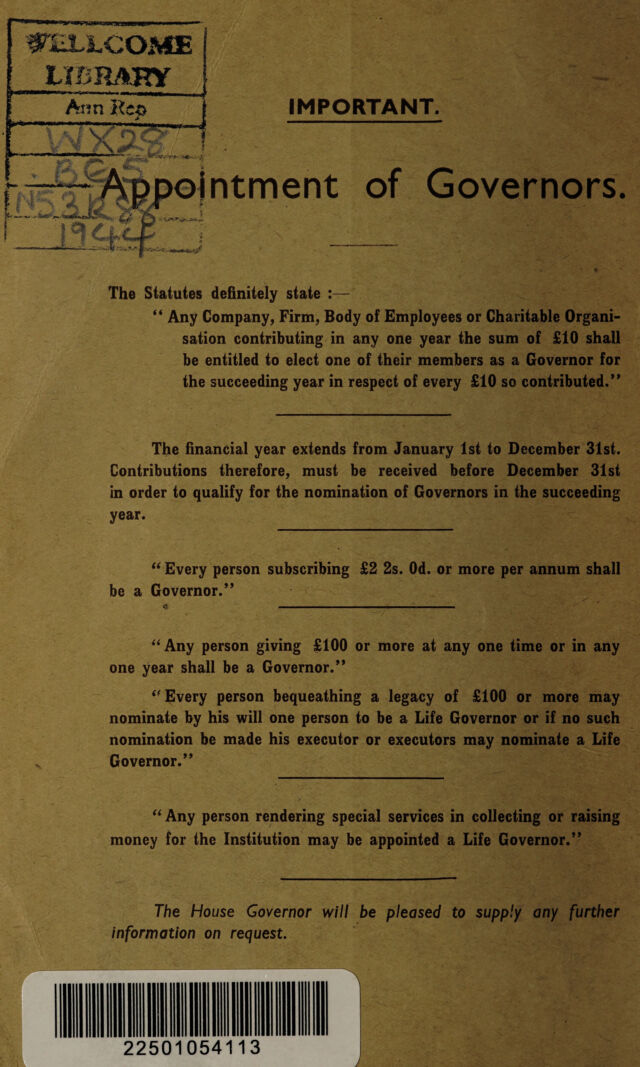 WELLCOME
LIBRARY
Ann Rep
WX28
IMPORTANT.
Appointment of Governors.
1944
The Statutes definitely state :—
“ Any Company, Firm, Body of Employees or Charitable Organi-
sation contributing in any one year the sum of £10 shall
be entitled to elect one of their members as a Governor for
the succeeding year in respect of every £10 so contributed.”
The financial year extends from January 1st to December 31st.
Contributions therefore, must be received before December 31st
in order to qualify for the nomination of Governors in the succeeding
year.
“ Every person subscribing £2 2s. 0d. or more per annum shall
be a Governor.”
“ Any person giving £100 or more at any one time or in any
one year shall be a Governor.”
“ Every person bequeathing a legacy of £100 or more may
nominate by his will one person to be a Life Governor or if no such
nomination be made his executor or executors may nominate a Life
Governor.”
“ Any person rendering special services in collecting or raising
money for the Institution may be appointed a Life Governor.”
The House Governor will be pleased to supply any further
information on request.
22501054113